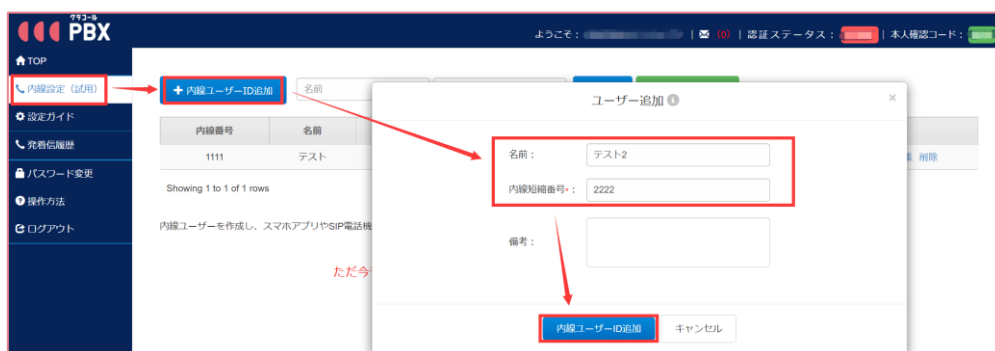 クラコール
PBX
ようこそ： | (0) | 認証ステータス： | 本人確認コード：
TOP
内線設定（試用）
内線ユーザーID追加
名前
ユーザー追加
×
設定ガイド
発着信履歴
パスワード変更
操作方法
ログアウト
内線番号 名前
1111 テスト
削除
Showing 1 to 1 of 1 rows
内線ユーザーを作成し、スマホアプリやSIP電話機
ただ今
名前： テスト2
内線短縮番号*： 2222
備考：
内線ユーザーID追加 キャンセル